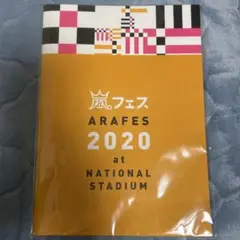 嵐フェス
ARAFES
2020
at
NATIONAL
STADIUM